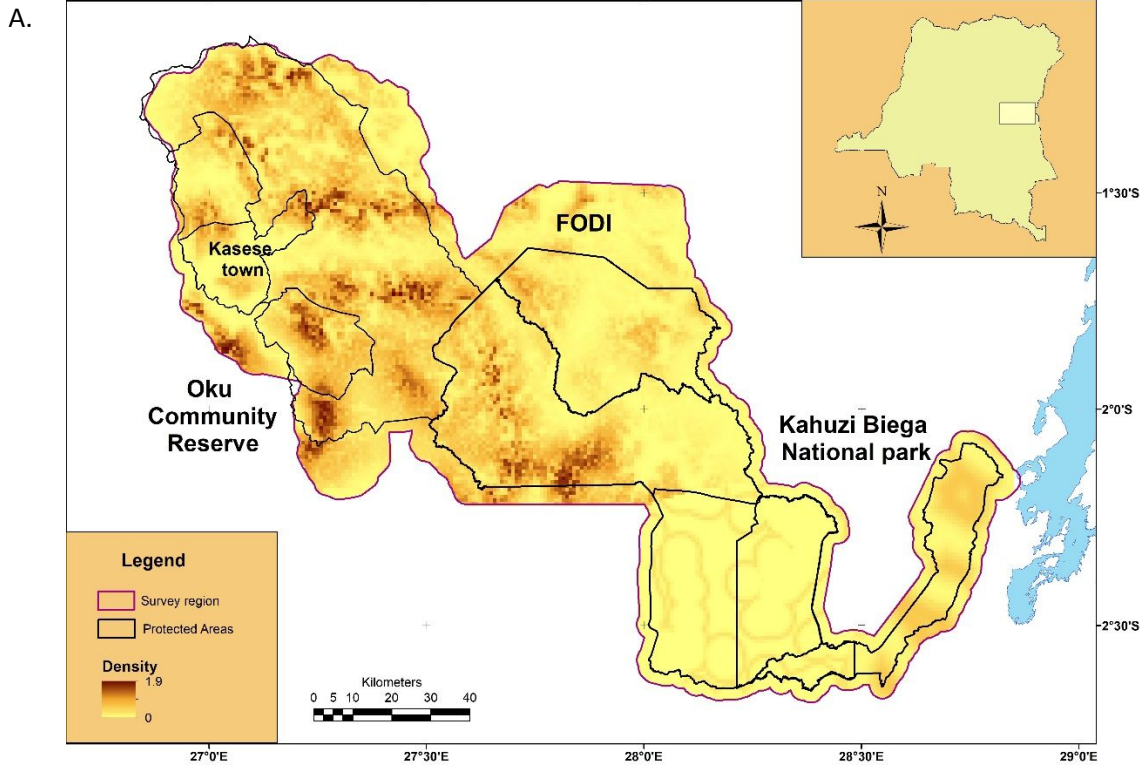 A.
N
1°30'S
FODI
Kasese
town
Oku
Community
Reserve
2°0'S
Kahuzi Biega
National park
Legend
Survey region
Protected Areas
Density
1.9
0
Kilometers
0 5 10 20 30 40
2°30'S
27°0'E 27°30'E 28°0'E 28°30'E 29°0'E